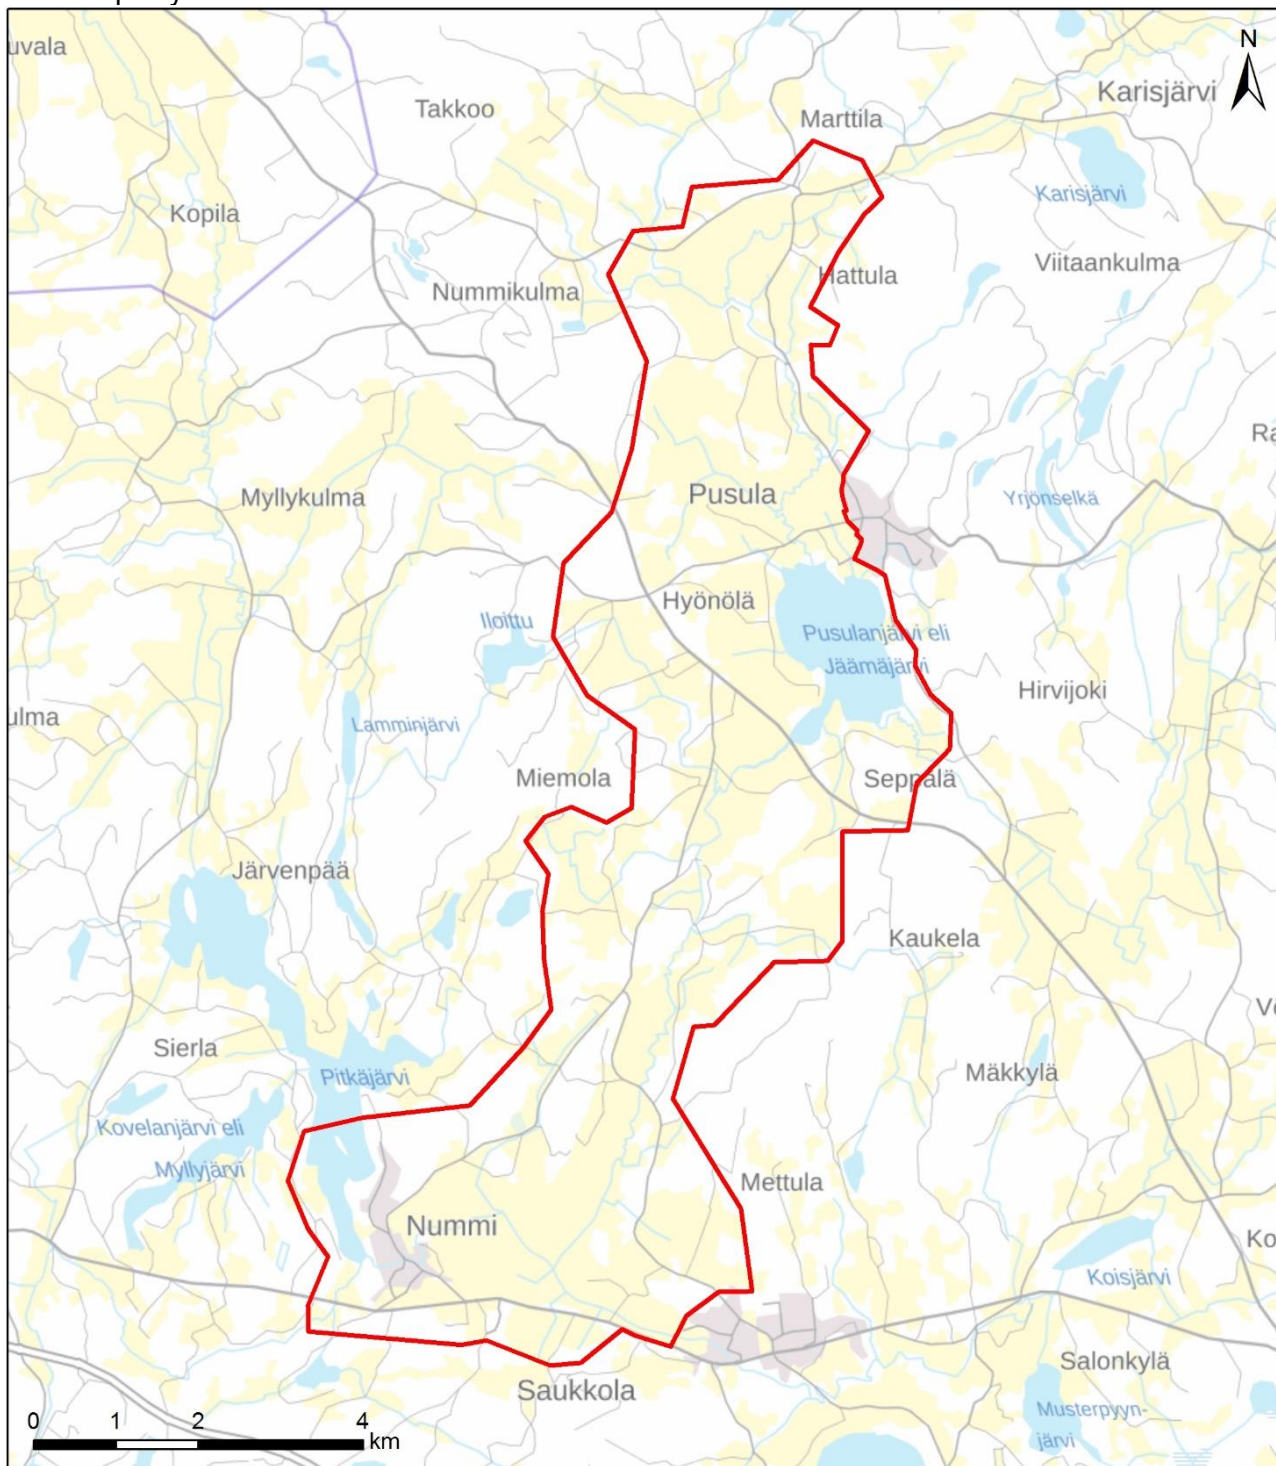 uvala
N
Takkoo
Karisjärvi
Marttila
Karisjärvi
Kopila
Viitaankulma
Hattula
Nummikulma
Ra
Pusula
Myllykulma
Yrjönselkä
Hyönölä
Iloittu
Pusulanjärvi eli
Jäämäjärvi
Hirvijoki
ulma
Lamminjärvi
Miemola
Seppälä
Järvenpää
Kaukela
Vö
Sierla
Mäkkylä
Pitkäjärvi
Kovelanjärvi eli
Myllyjärvi
Mettula
Nummi
Ko
Koisjärvi
Salonkylä
Saukkola
Musterpyyn-
järvi
0 1 2 4
km